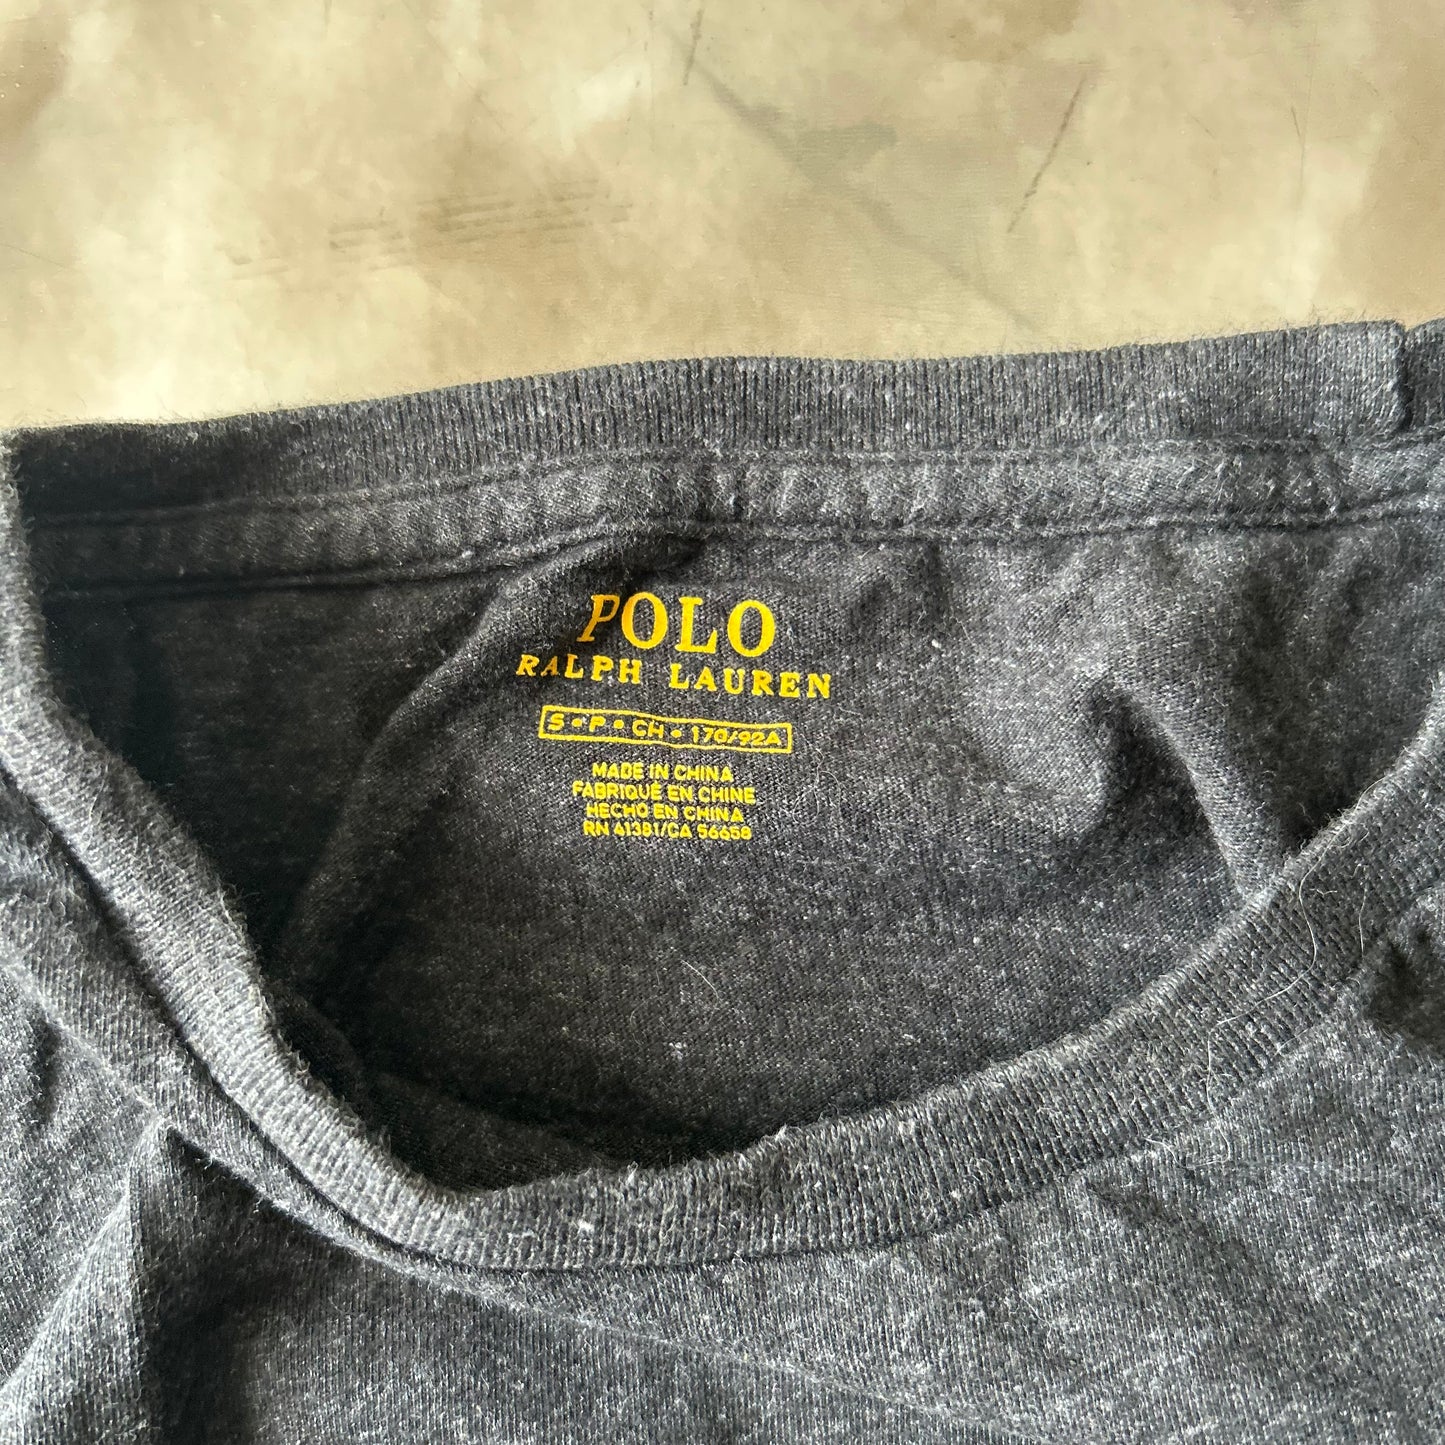 POLO
RALPH LAUREN
S • P • CH • 170/92A
MADE IN CHINA
FABRIQUÉ EN CHINE
HECHO EN CHINA
RN 41381/CA 56658